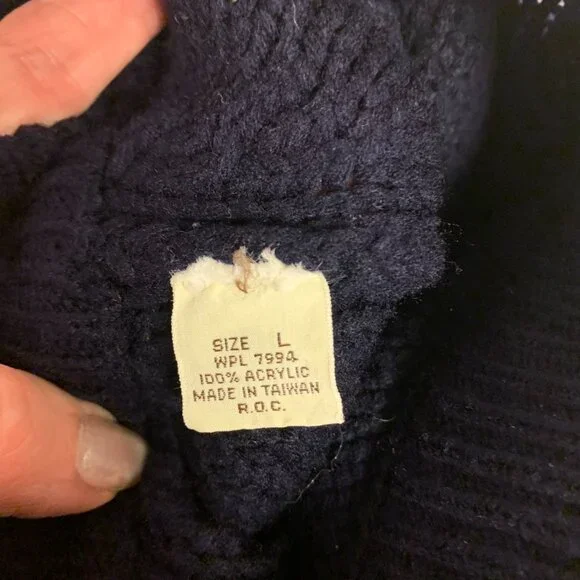 SIZE L
WPL 7994
100% ACRYLIC
MADE IN TAIWAN
R.O.C.